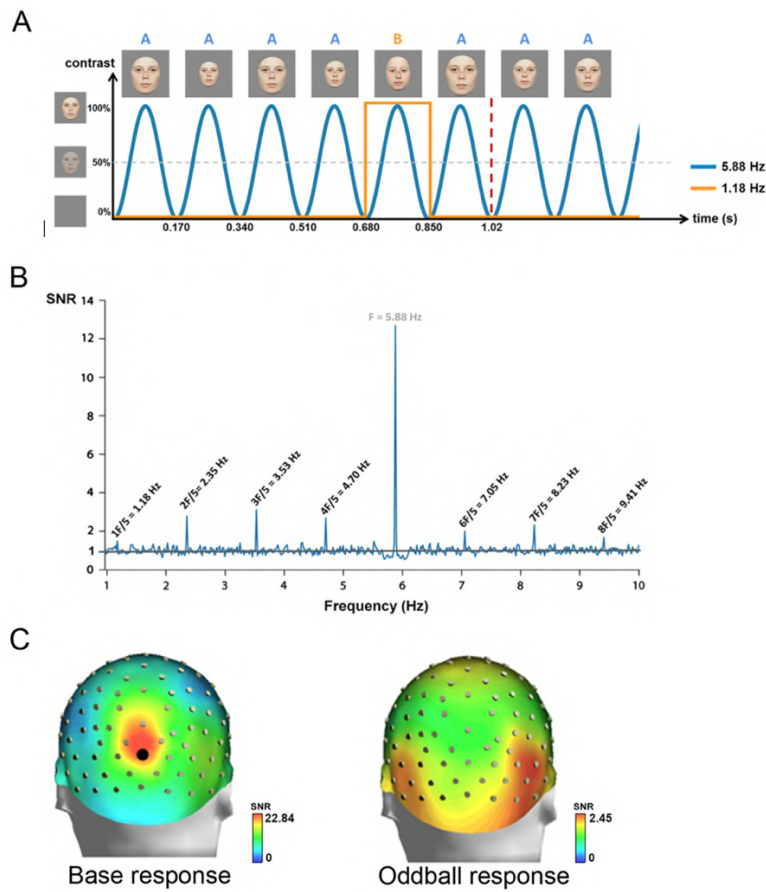 A
A A A A B A A A
contrast
100%
50%
0%
0.170 0.340 0.510 0.680 0.850 1.02
time (s)
5.88 Hz
1.18 Hz
B
SNR
14
12
10
8
6
4
2
1
0
F = 5.88 Hz
1F/5 = 1.18 Hz
2F/5= 2.35 Hz
3F/5 = 3.53 Hz
4F/5 = 4.70 Hz
6F/5 = 7.05 Hz
7F/5 = 8.23 Hz
8F/5 = 9.41 Hz
1 2 3 4 5 6 7 8 9 10
Frequency (Hz)
C
SNR
22.84
0
Base response
SNR
2.45
0
Oddball response